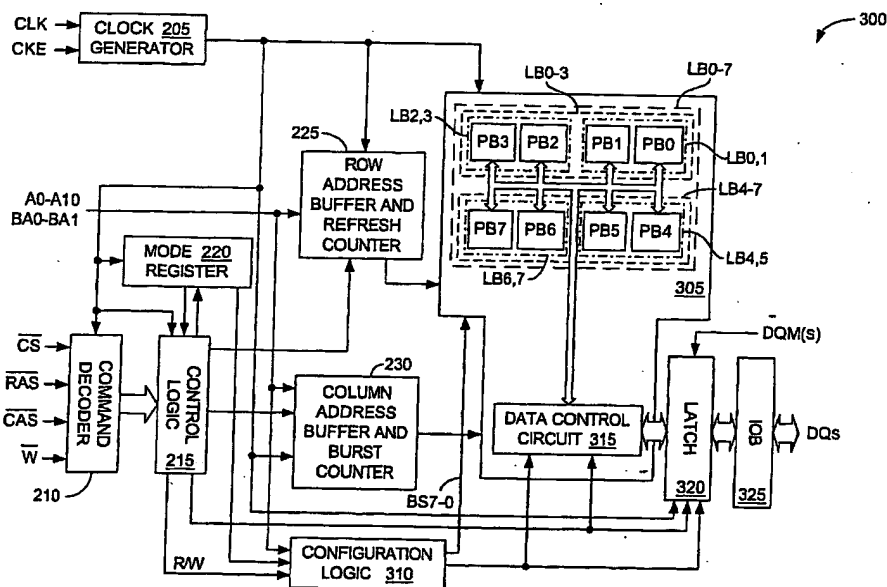 CLK
CKE
CLOCK 205
GENERATOR
300
LB0-3
LB0-7
LB2,3
PB3
PB2
PB1
PB0
LB0,1
225
ROW
ADDRESS
BUFFER AND
REFRESH
COUNTER
LB4-7
A0-A10
BA0-BA1
MODE 220
REGISTER
PB7
PB6
PB5
PB4
LB4,5
LB6,7
305
DQM(s)
CS
RAS
CAS
W
COMMAND
DECODER
210
CONTROL
LOGIC
215
230
COLUMN
ADDRESS
BUFFER AND
BURST
COUNTER
DATA CONTROL
CIRCUIT 315
LATCH
320
IOB
325
DQs
BS7-0
R/W
CONFIGURATION
LOGIC 310